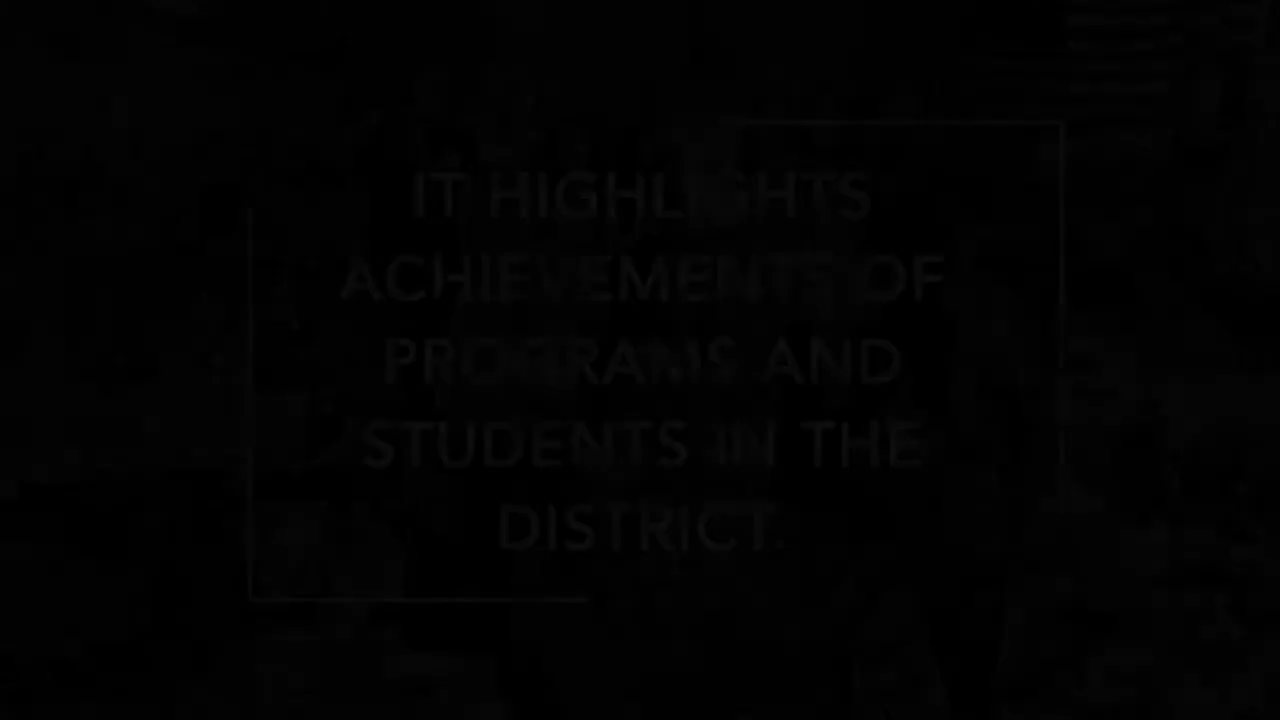 IT HIGHLIGHTS
ACHIEVEMENTS OF
PROGRAMS AND
STUDENTS IN THE
DISTRICT.